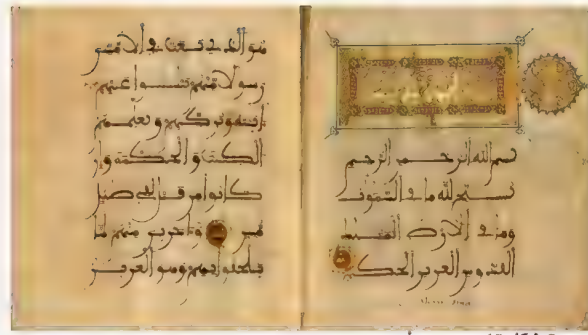 بسم الله الرحمن الرحيم
يسبح لله ما في السموات
وما في الأرض الملك
القدوس العزيز الحكيم
هو الذي بعث في الأمين
رسولا منهم يتلوا عليهم
ءايته ويزكيهم ويعلمهم
الكتب والحكمة وإن
كانوا من قبل لفي ضلل
مبين وءاخرين منهم لما
يلحقوا بهم وهو العزيز